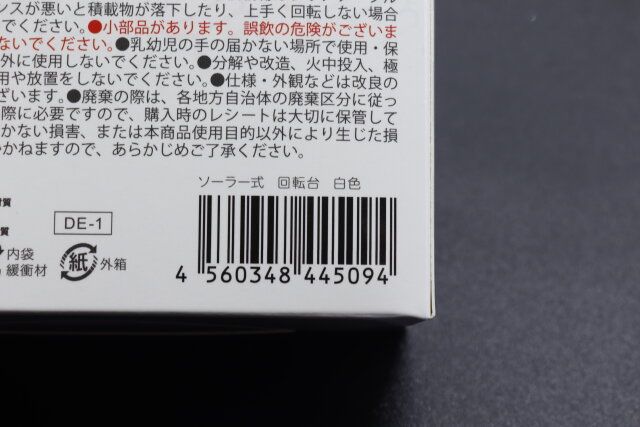 ンスが悪いと積載物が落下したり、上手く回転しない場合
でください。●小部品があります。誤飲の危険がございま
ないでください。●乳幼児の手の届かない場所で使用・保
外に使用しないでください。●分解や改造、火中投入、極
用や放置をしないでください。●仕様・外観などは改良の
ざいます。●廃棄の際は、各地方自治体の廃棄区分に従っ
際に必要ですので、購入時のレシートは大切に保管して
かない損害、または本商品使用目的以外により生じた損
かねますので、あらかじめご了承ください。
ソーラー式 回転台 白色
材質
DE-1
質
内袋
緩衝材
紙
外箱
4 560348 445094